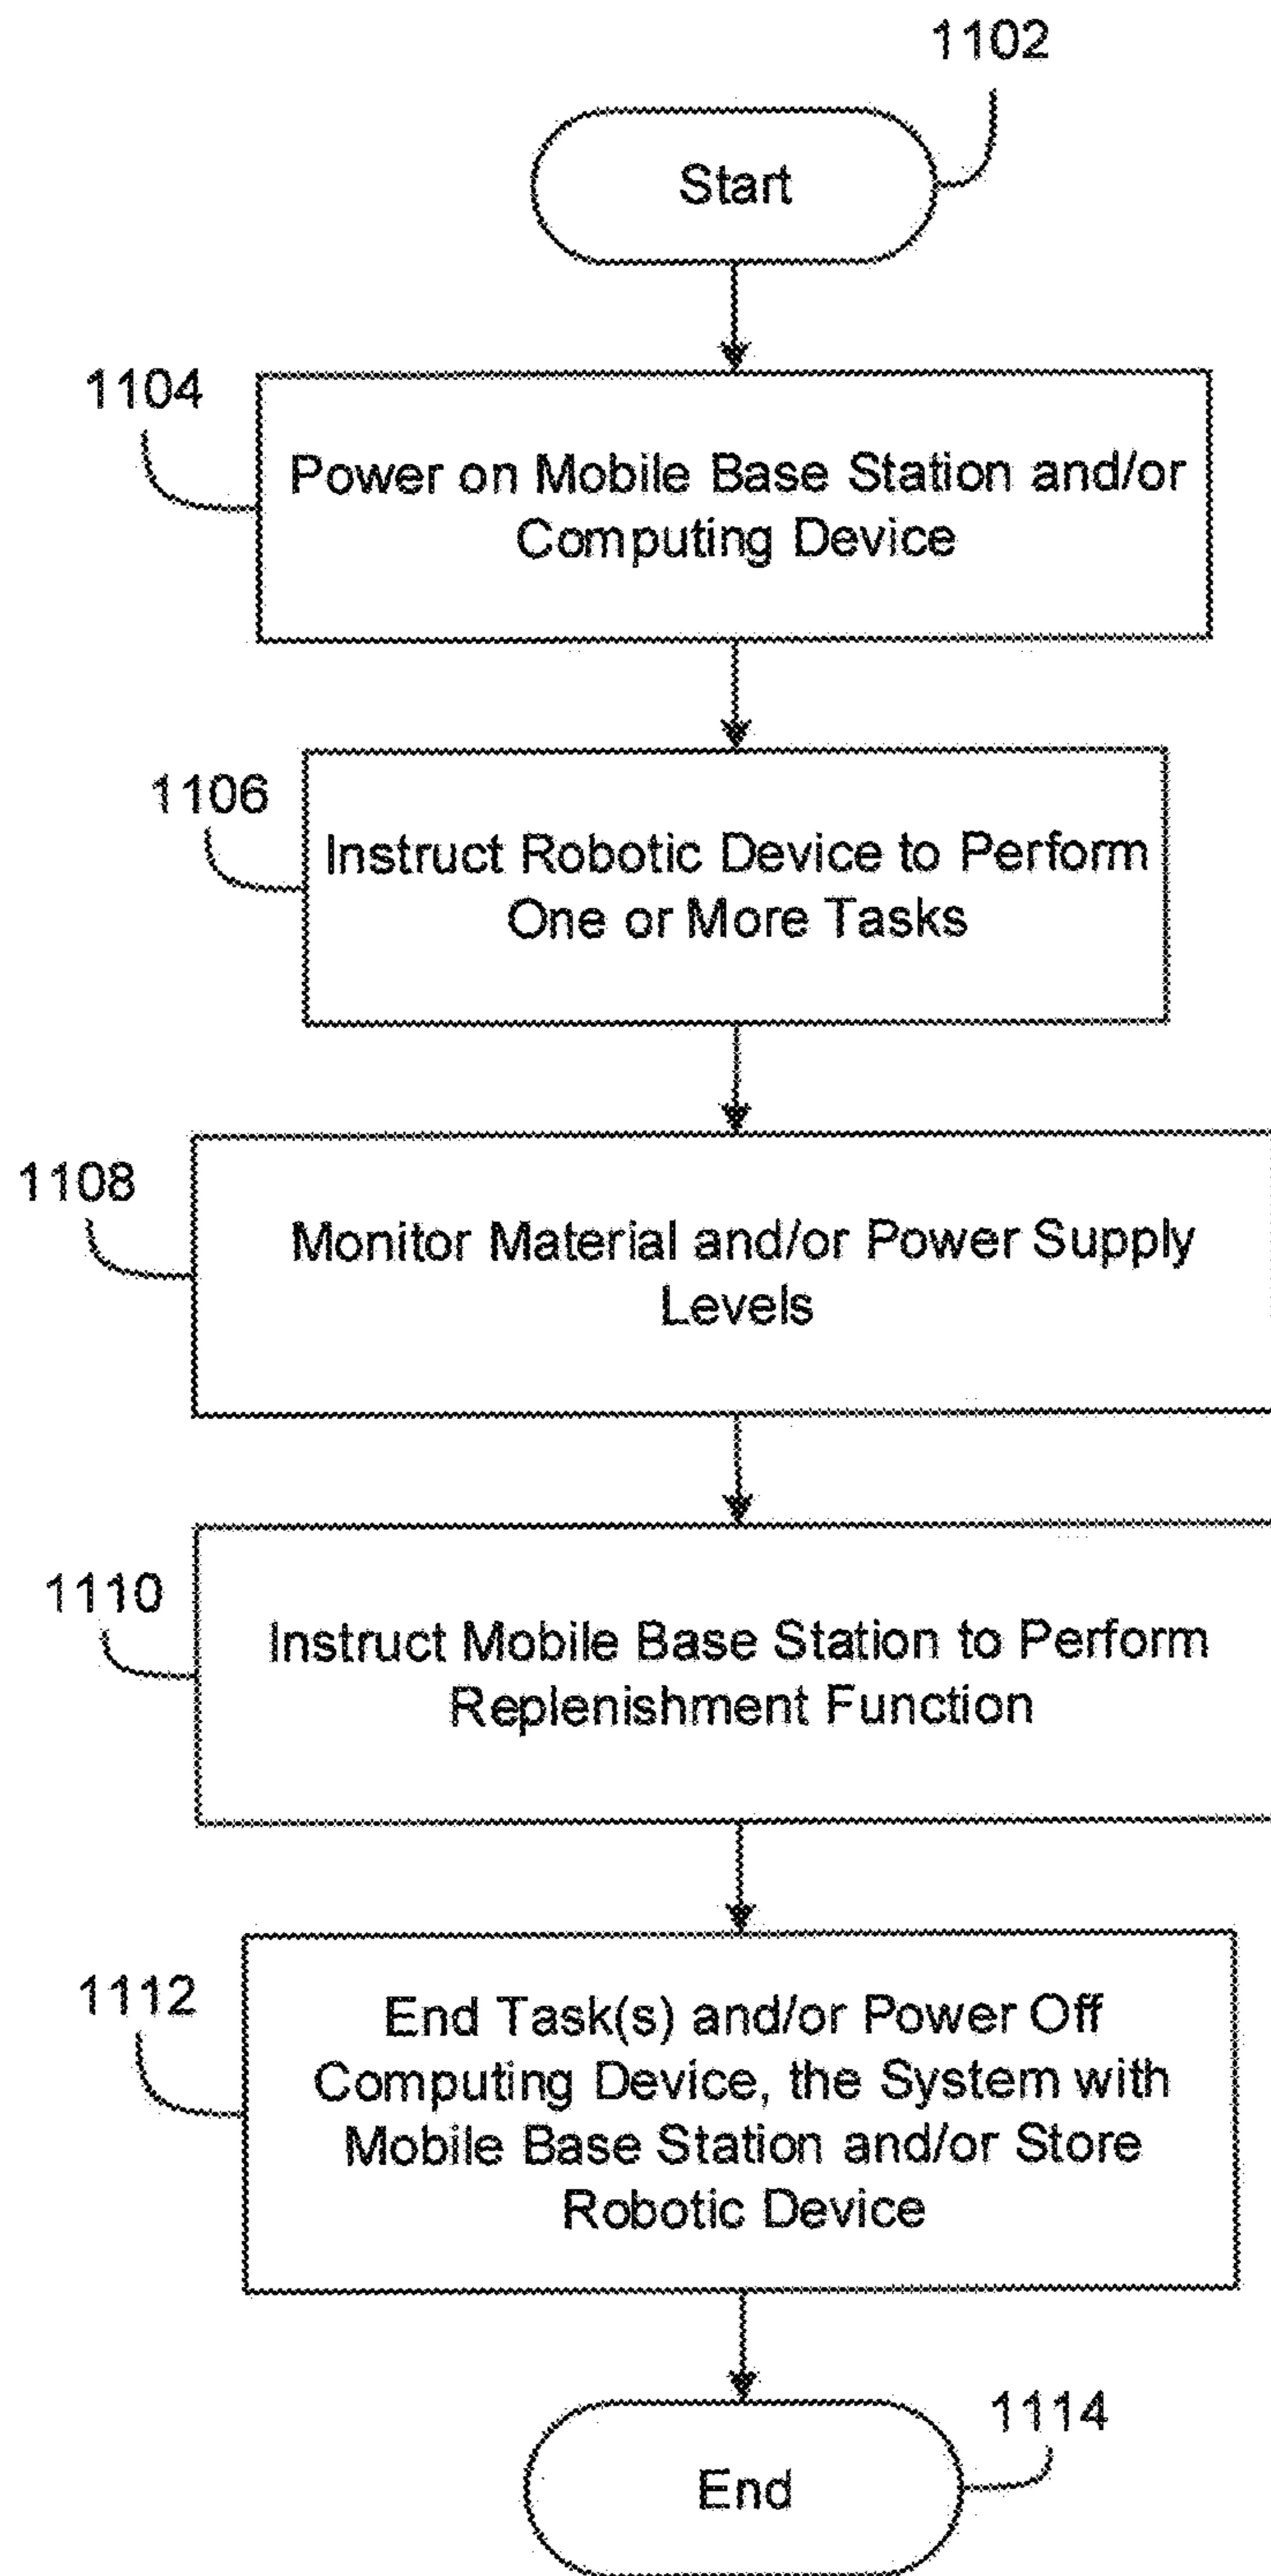 1102
Start
1104
Power on Mobile Base Station and/or
Computing Device
1106
Instruct Robotic Device to Perform
One or More Tasks
1108
Monitor Material and/or Power Supply
Levels
1110
Instruct Mobile Base Station to Perform
Replenishment Function
1112
End Task(s) and/or Power Off
Computing Device, the System with
Mobile Base Station and/or Store
Robotic Device
1114
End